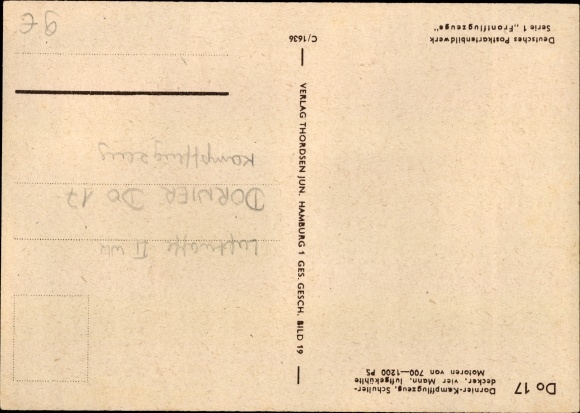 Do 17
Dornier-Kampfflugzeug, Schulter-
decker, vier Mann, luftgekühlte
Motoren von 700—1200 PS
Deutsches Postkartenbildwerk
Serie 1 „Frontflugzeuge"
VERLAG THORDSEN JUN. HAMBURG 1 GES. GESCH. BILD 19
C/1636
Luftwaffe II WK
DORNIER DO 17
Kampfflugzeug
9 €